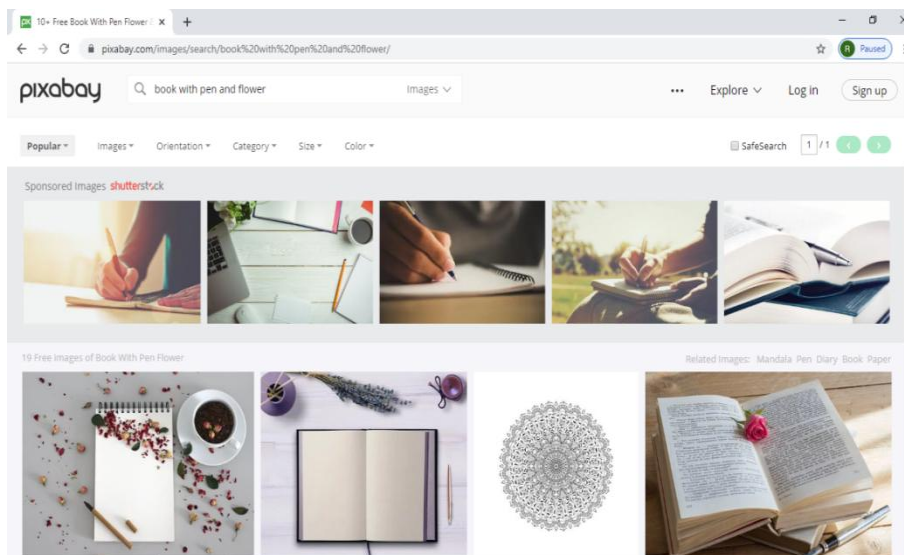 px 10+ Free Book With Pen Flower
pixabay.com/images/search/book%20with%20pen%20and%20flower/
R Paused
pixabay book with pen and flower Images Explore Log in Sign up
Popular Images Orientation Category Size Color SafeSearch 1 / 1
Sponsored Images shutterstock
19 Free images of Book With Pen Flower Related Images: Mandala Pen Diary Book Paper